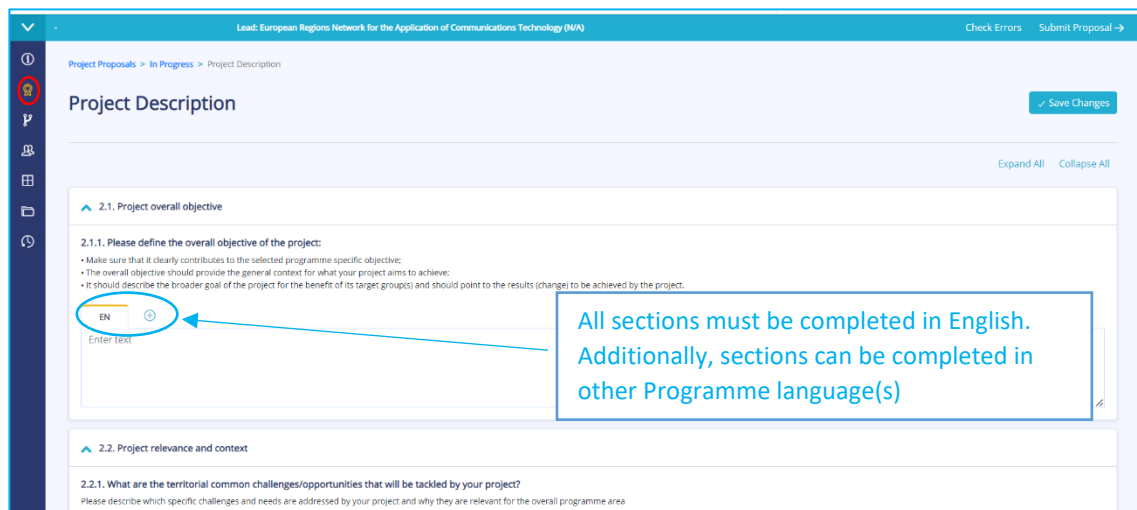 Lead: European Regions Network for the Application of Communications Technology (N/A)
Check Errors Submit Proposal →
Project Proposals > In Progress > Project Description
Project Description
✓ Save Changes
Expand All Collapse All
2.1. Project overall objective
2.1.1. Please define the overall objective of the project:
• Make sure that it clearly contributes to the selected programme specific objective;
• The overall objective should provide the general context for what your project aims to achieve;
• It should describe the broader goal of the project for the benefit of its target group(s) and should point to the results (change) to be achieved by the project.
EN
Enter text
All sections must be completed in English.
Additionally, sections can be completed in
other Programme language(s)
2.2. Project relevance and context
2.2.1. What are the territorial common challenges/opportunities that will be tackled by your project?
Please describe which specific challenges and needs are addressed by your project and why they are relevant for the overall programme area